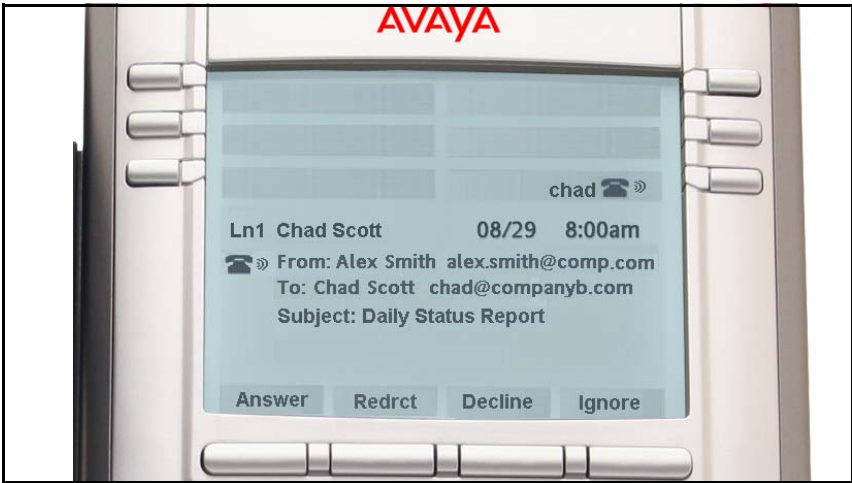 AVAYA
chad
Ln1 Chad Scott 08/29 8:00am
From: Alex Smith alex.smith@comp.com
To: Chad Scott chad@companyb.com
Subject: Daily Status Report
Answer Redrct Decline Ignore